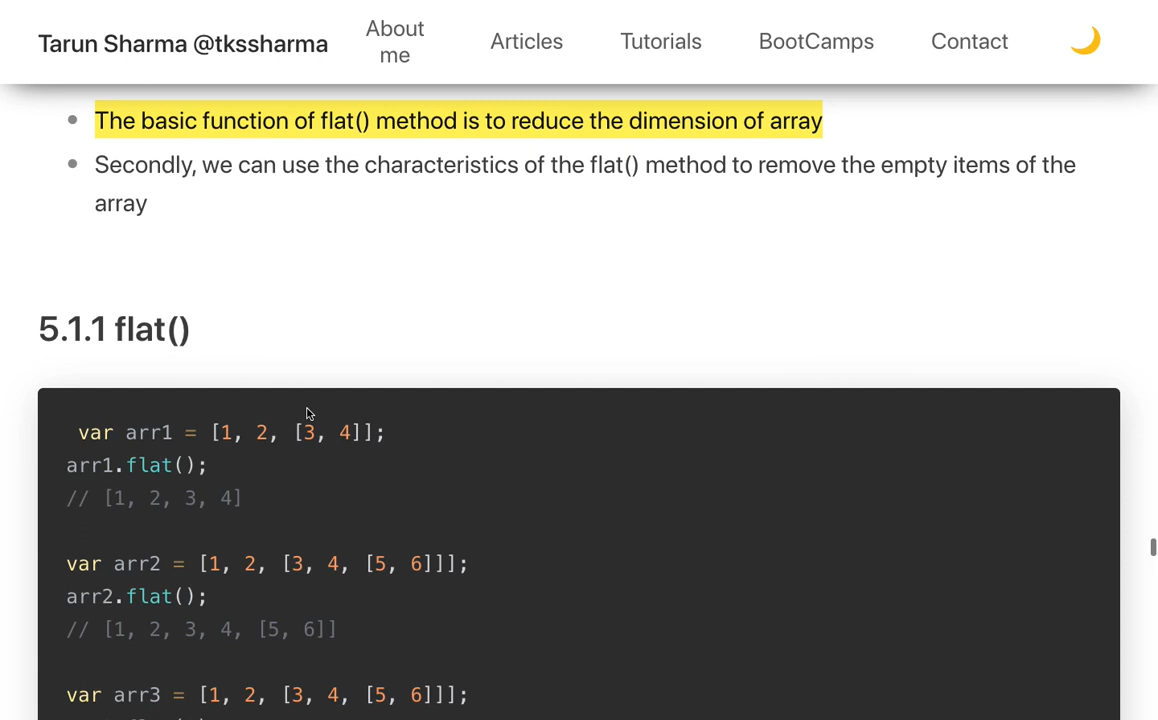 Tarun Sharma @tkssharma
About
me
Articles
Tutorials
BootCamps
Contact
The basic function of flat() method is to reduce the dimension of array
Secondly, we can use the characteristics of the flat() method to remove the empty items of the
array
5.1.1 flat()
var arr1 = [1, 2, [3, 4]];
arr1.flat();
// [1, 2, 3, 4]
var arr2 = [1, 2, [3, 4, [5, 6]]];
arr2.flat();
// [1, 2, 3, 4, [5, 6]]
var arr3 = [1, 2, [3, 4, [5, 6]]];